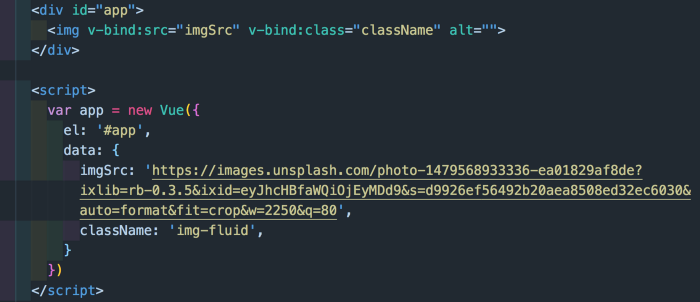 <div id="app">
  <img v-bind:src="imgSrc" v-bind:class="className" alt="">
</div>

<script>
  var app = new Vue({
    el: '#app',
    data: {
      imgSrc: 'https://images.unsplash.com/photo-1479568933336-ea01829af8de?
      ixlib=rb-0.3.5&ixid=eyJhcHBfaWQiOjEyMDd9&s=d9926ef56492b20aea8508ed32ec6030&
      auto=format&fit=crop&w=2250&q=80',
      className: 'img-fluid',
    }
  })
</script>